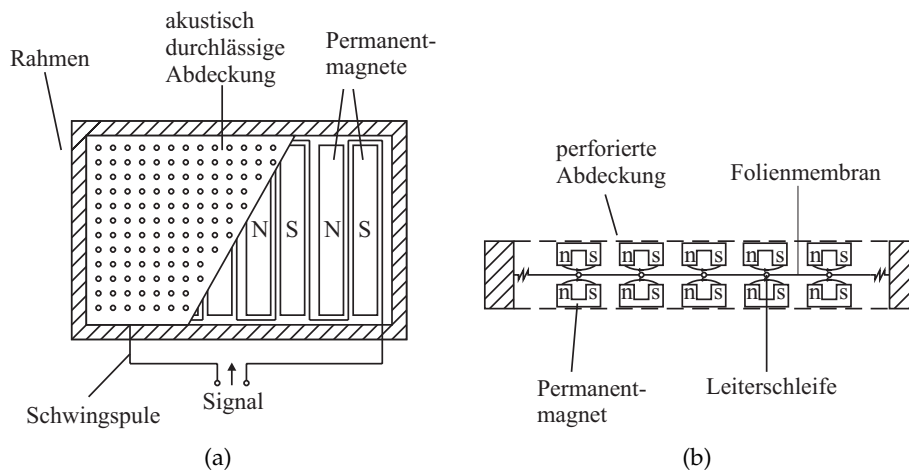 akustisch
durchlässige
Abdeckung
Permanent-
magnete
Rahmen
N S N S
Schwingspule
Signal
(a)
perforierte
Abdeckung
Folienmembran
n s n s n s n s n s
n s n s n s n s n s
Permanent-
magnet
Leiterschleife
(b)